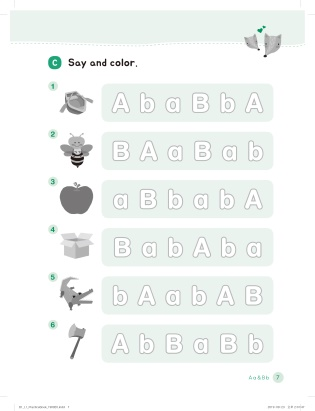 C Say and color.
1 A b a B b A
2 B A a B a b
3 a B b a b A
4 B a b A b a
5 b A a b A B
6 A b B a B b
Aa & Bb 7